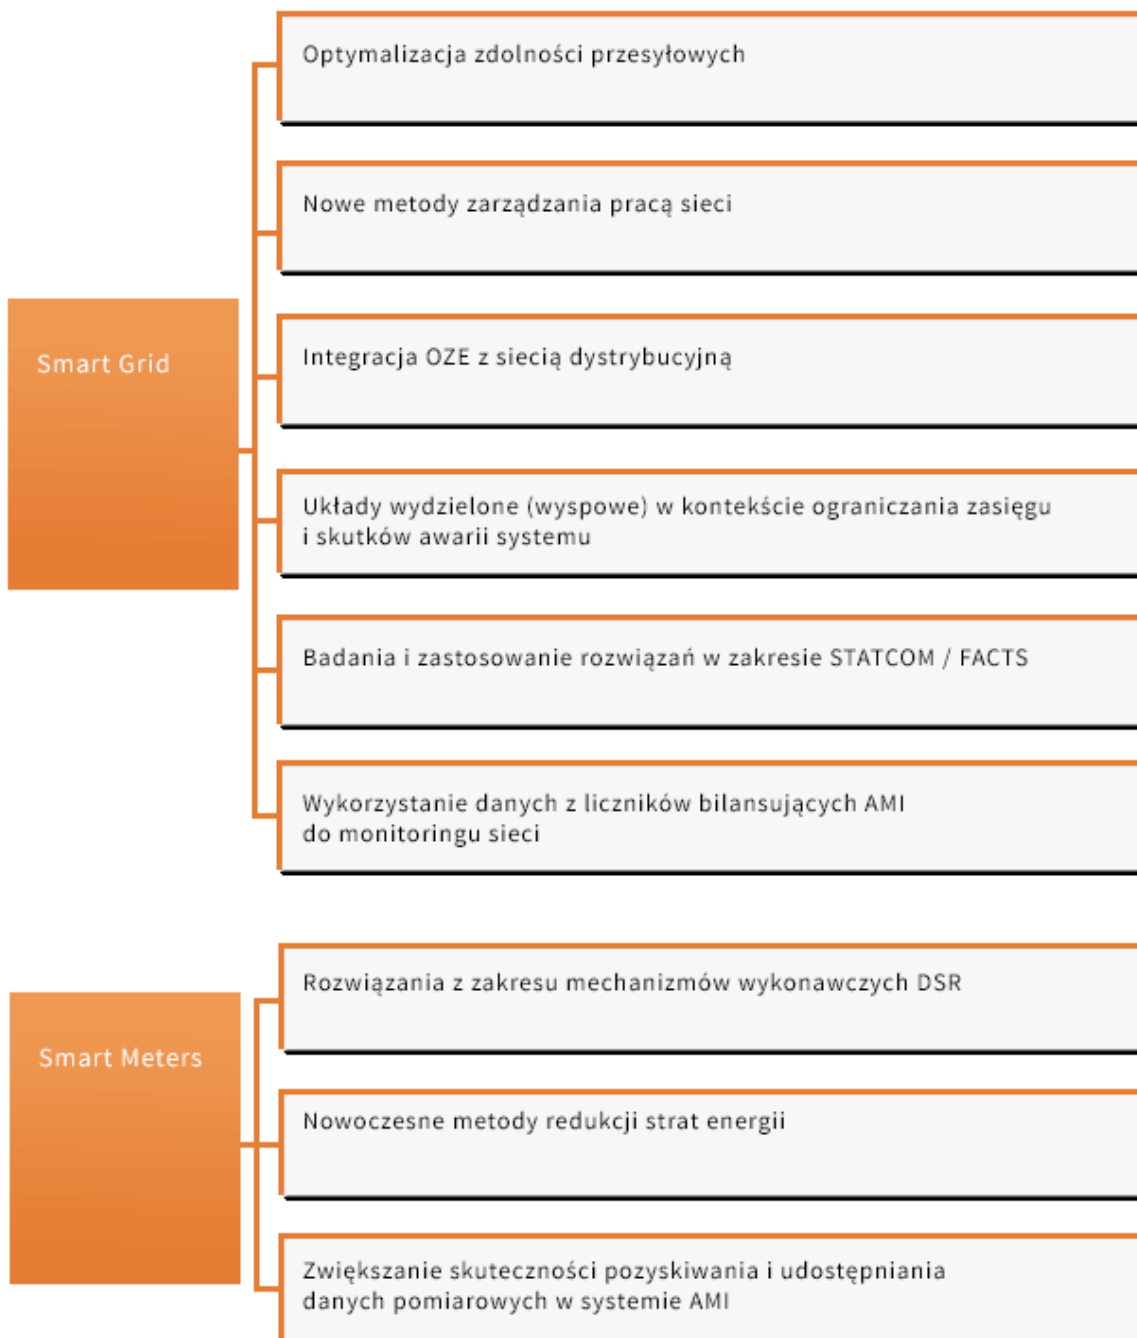 Optymalizacja zdolności przesyłowych
Nowe metody zarządzania pracą sieci
Smart Grid
Integracja OZE z siecią dystrybucyjną
Układy wydzielone (wyspowe) w kontekście ograniczania zasięgu
i skutków awarii systemu
Badania i zastosowanie rozwiązań w zakresie STATCOM / FACTS
Wykorzystanie danych z liczników bilansujących AMI
do monitoringu sieci
Rozwiązania z zakresu mechanizmów wykonawczych DSR
Smart Meters
Nowoczesne metody redukcji strat energii
Zwiększanie skuteczności pozyskiwania i udostępniania
danych pomiarowych w systemie AMI